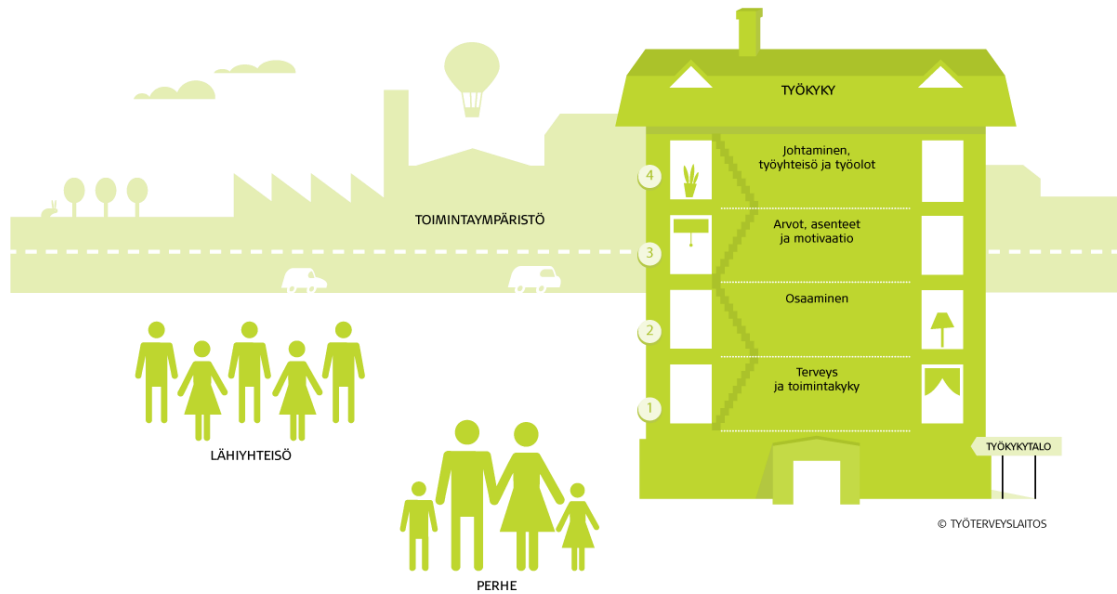 TYÖKYKY
4
Johtaminen,
työyhteisö ja työolot
TOIMINTAYMPÄRISTÖ
3
Arvot, asenteet
ja motivaatio
2
Osaaminen
1
Terveys
ja toimintakyky
LÄHIYHTEISÖ
TYÖKYKYTALO
© TYÖTERVEYSLAITOS
PERHE